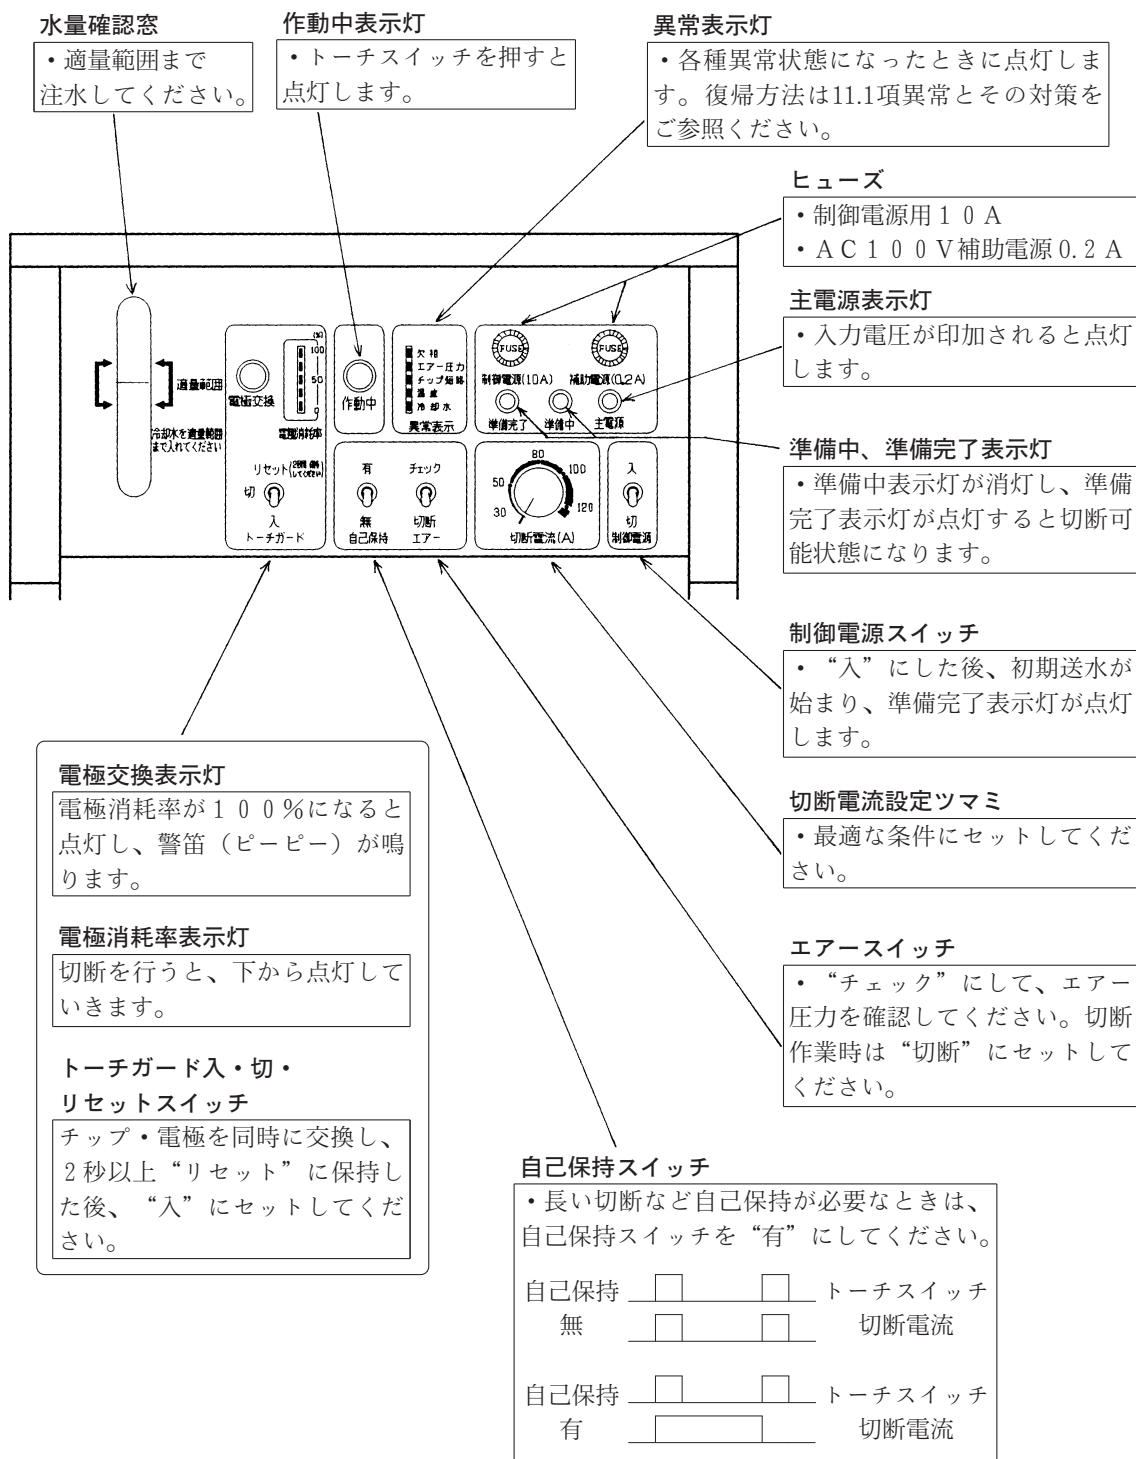 水量確認窓
・適量範囲まで
注水してください。
作動中表示灯
・トーチスイッチを押すと
点灯します。
異常表示灯
・各種異常状態になったときに点灯しま
す。復帰方法は11.1項異常とその対策を
ご参照ください。
ヒューズ
・制御電源用10A
・AC100V補助電源0.2A
主電源表示灯
・入力電圧が印加されると点灯
します。
準備中、準備完了表示灯
・準備中表示灯が消灯し、準備
完了表示灯が点灯すると切断可
能状態になります。
制御電源スイッチ
・“入”にした後、初期送水が
始まり、準備完了表示灯が点灯
します。
切断電流設定ツマミ
・最適な条件にセットしてくだ
さい。
エアースイッチ
・“チェック”にして、エアー
圧力を確認してください。切断
作業時は“切断”にセットして
ください。
適量範囲
冷却水を適量範囲
まで入れてください
電極交換
(%)
100
50
0
電極消耗率
作動中
欠相
エアー圧力
チップ短絡
温度
冷却水
異常表示
FUSE
FUSE
制御電源(10A)
補助電源(0.2A)
準備完了
準備中
主電源
リセット
切
入
トーチガード
有
無
自己保持
チェック
切断
エアー
30
50
80
100
120
切断電流(A)
入
切
制御電源
電極交換表示灯
電極消耗率が100%になると
点灯し、警笛（ピーピー）が鳴
ります。
電極消耗率表示灯
切断を行うと、下から点灯して
いきます。
トーチガード入・切・
リセットスイッチ
チップ・電極を同時に交換し、
2秒以上“リセット”に保持し
た後、“入”にセットしてくだ
さい。
自己保持スイッチ
・長い切断など自己保持が必要なときは、
自己保持スイッチを“有”にしてください。
自己保持
無
トーチスイッチ
切断電流
自己保持
有
トーチスイッチ
切断電流